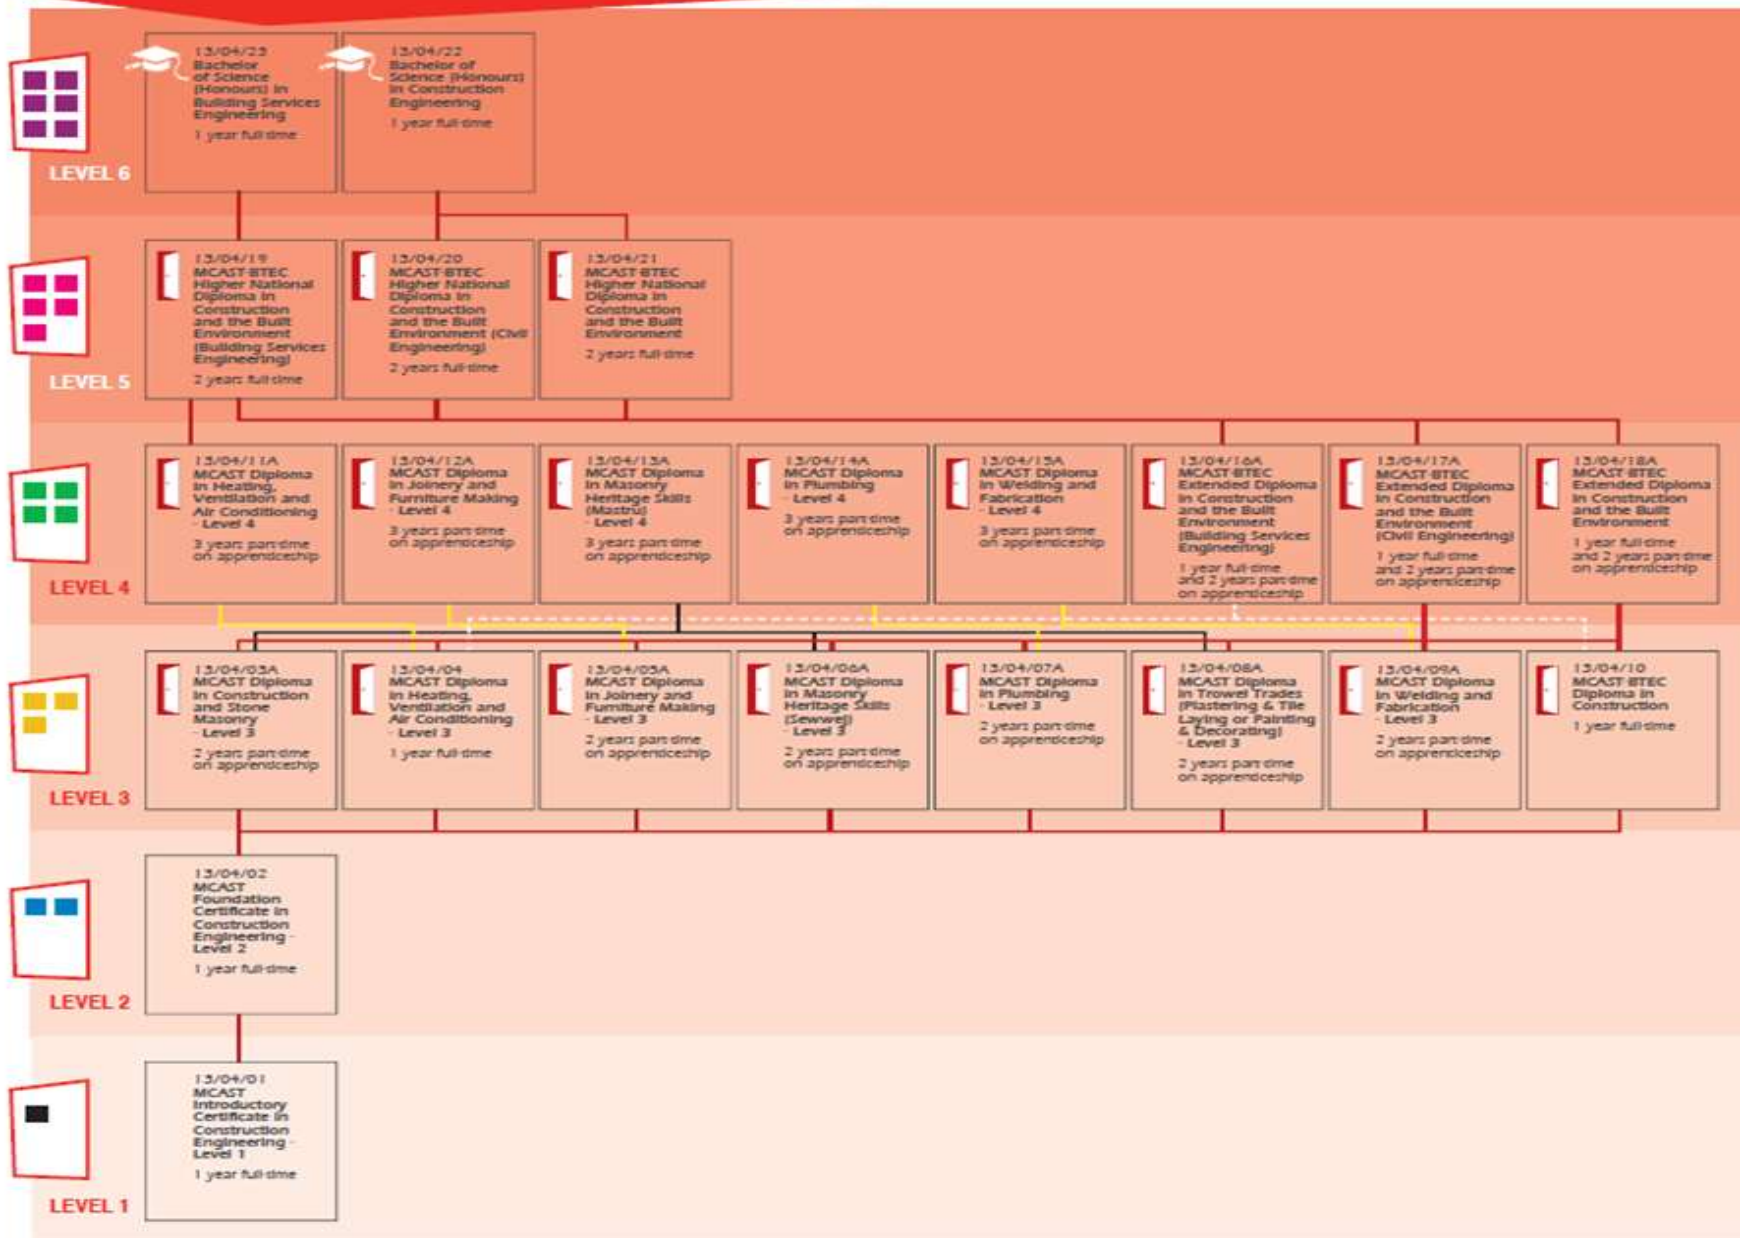 13/04/23
Bachelor
of Science
(Honours) in
Building Services
Engineering
1 year full-time
13/04/22
Bachelor of
Science (Honours)
in Construction
Engineering
1 year full-time
LEVEL 6
13/04/19
MCAST-BTEC
Higher National
Diploma in
Construction
and the Built
Environment
(Building Services
Engineering)
2 years full-time
13/04/20
MCAST-BTEC
Higher National
Diploma in
Construction
and the Built
Environment (Civil
Engineering)
2 years full-time
13/04/21
MCAST-BTEC
Higher National
Diploma in
Construction
and the Built
Environment
2 years full-time
LEVEL 5
13/04/11A
MCAST Diploma
in Heating,
Ventilation and
Air Conditioning
- Level 4
3 years part-time
on apprenticeship
13/04/12A
MCAST Diploma
in Joinery and
Furniture Making
- Level 4
3 years part-time
on apprenticeship
13/04/13A
MCAST Diploma
in Masonry
Heritage Skills
(Mastru)
- Level 4
3 years part-time
on apprenticeship
13/04/14A
MCAST Diploma
in Plumbing
- Level 4
3 years part-time
on apprenticeship
13/04/15A
MCAST Diploma
in Welding and
Fabrication
- Level 4
3 years part-time
on apprenticeship
13/04/16A
MCAST-BTEC
Extended Diploma
in Construction
and the Built
Environment
(Building Services
Engineering)
1 year full-time
and 2 years part-time
on apprenticeship
13/04/17A
MCAST-BTEC
Extended Diploma
in Construction
and the Built
Environment
(Civil Engineering)
1 year full-time
and 2 years part-time
on apprenticeship
13/04/18A
MCAST-BTEC
Extended Diploma
in Construction
and the Built
Environment
1 year full-time
and 2 years part-time
on apprenticeship
LEVEL 4
13/04/03A
MCAST Diploma
in Construction
and Stone
Masonry
- Level 3
2 years part-time
on apprenticeship
13/04/04
MCAST Diploma
in Heating,
Ventilation and
Air Conditioning
- Level 3
1 year full-time
13/04/05A
MCAST Diploma
in Joinery and
Furniture Making
- Level 3
2 years part-time
on apprenticeship
13/04/06A
MCAST Diploma
in Masonry
Heritage Skills
(Sewwej)
- Level 3
2 years part-time
on apprenticeship
13/04/07A
MCAST Diploma
in Plumbing
- Level 3
2 years part-time
on apprenticeship
13/04/08A
MCAST Diploma
in Trowel Trades
(Plastering & Tile
Laying or Painting
& Decorating)
- Level 3
2 years part-time
on apprenticeship
13/04/09A
MCAST Diploma
in Welding and
Fabrication
- Level 3
2 years part-time
on apprenticeship
13/04/10
MCAST-BTEC
Diploma in
Construction
1 year full-time
LEVEL 3
13/04/02
MCAST
Foundation
Certificate in
Construction
Engineering -
Level 2
1 year full-time
LEVEL 2
13/04/01
MCAST
Introductory
Certificate in
Construction
Engineering -
Level 1
1 year full-time
LEVEL 1